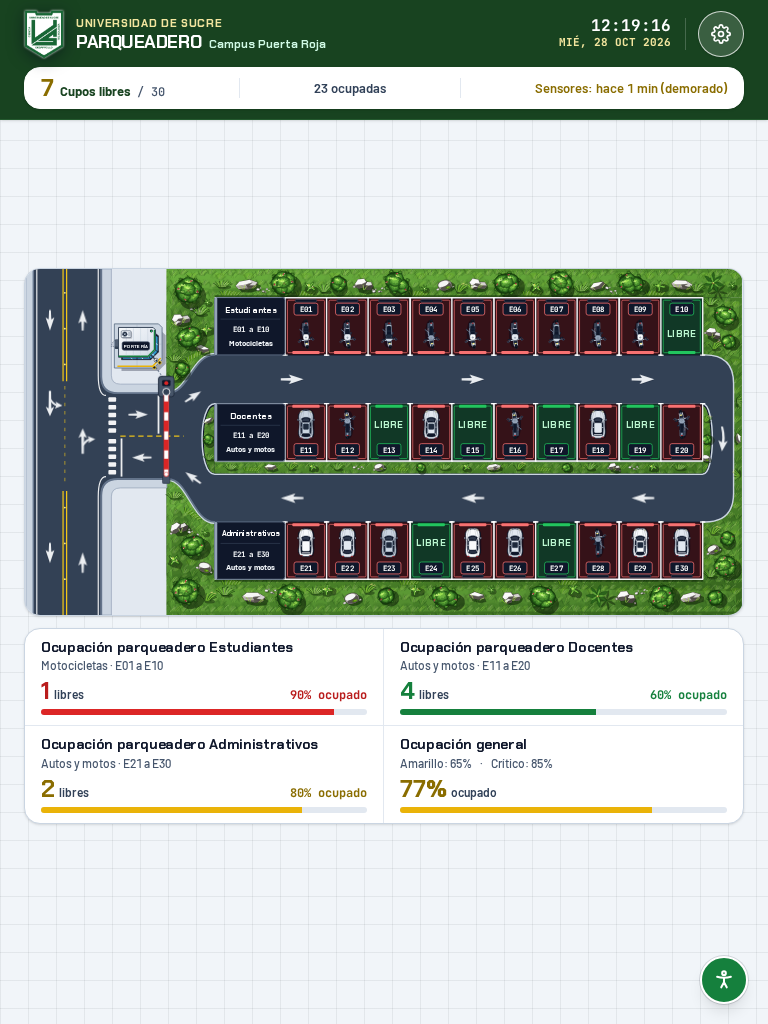 UNIVERSIDAD DE SUCRE
PARQUEADERO Campus Puerta Roja
12:19:16
MIÉ, 28 OCT 2026
7 Cupos libres / 30
23 ocupadas
Sensores: hace 1 min (demorado)
PORTERÍA
Estudiantes
E01 a E10
Motocicletas
E01 E02 E03 E04 E05 E06 E07 E08 E09 E10
LIBRE
Docentes
E11 a E20
Autos y motos
LIBRE LIBRE LIBRE LIBRE
E11 E12 E13 E14 E15 E16 E17 E18 E19 E20
Administrativos
E21 a E30
Autos y motos
LIBRE LIBRE
E21 E22 E23 E24 E25 E26 E27 E28 E29 E30
Ocupación parqueadero Estudiantes
Motocicletas · E01 a E10
1 libres
90% ocupado
Ocupación parqueadero Docentes
Autos y motos · E11 a E20
4 libres
60% ocupado
Ocupación parqueadero Administrativos
Autos y motos · E21 a E30
2 libres
80% ocupado
Ocupación general
Amarillo: 65% · Crítico: 85%
77% ocupado